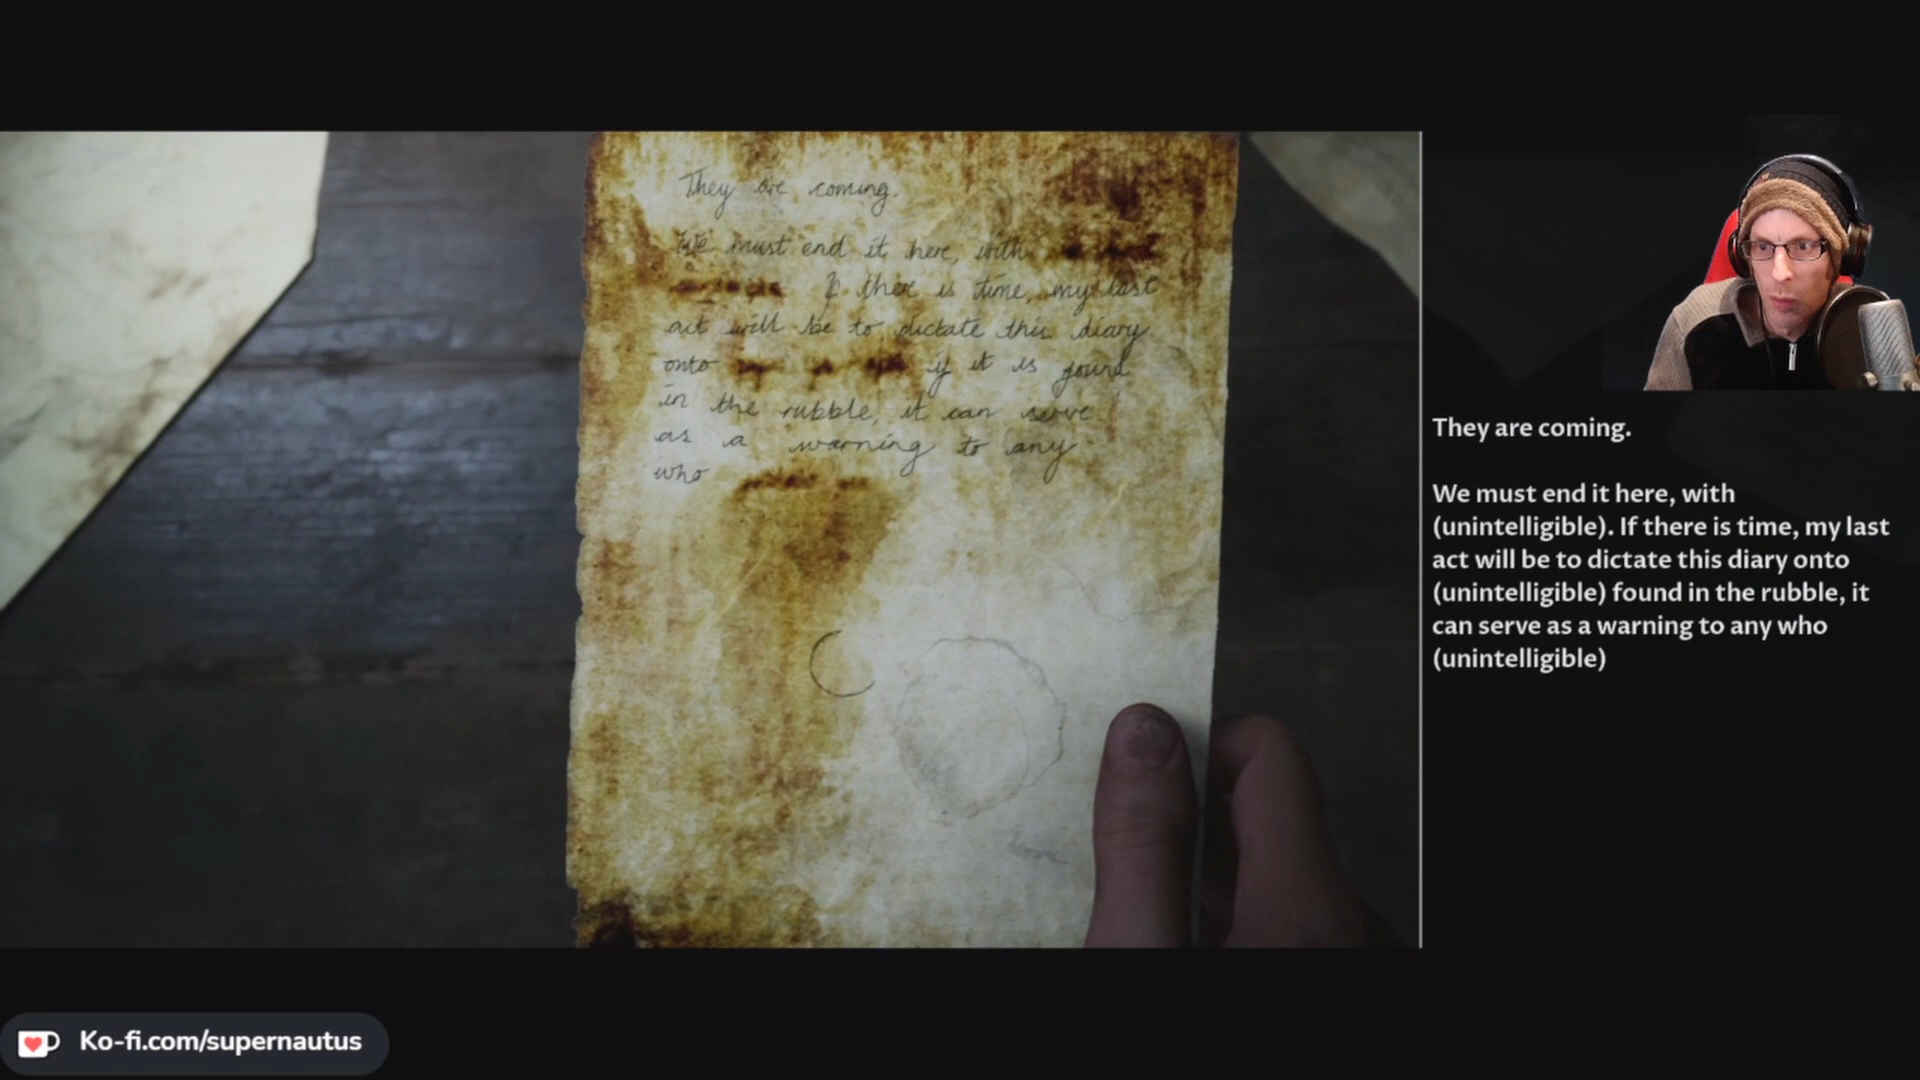 They are coming.
We must end it here, with
If there is time, my last
act will be to dictate this diary
onto if it is found
in the rubble, it can serve
as a warning to any
who
They are coming.
We must end it here, with
(unintelligible). If there is time, my last
act will be to dictate this diary onto
(unintelligible) found in the rubble, it
can serve as a warning to any who
(unintelligible)
Ko-fi.com/supernautus